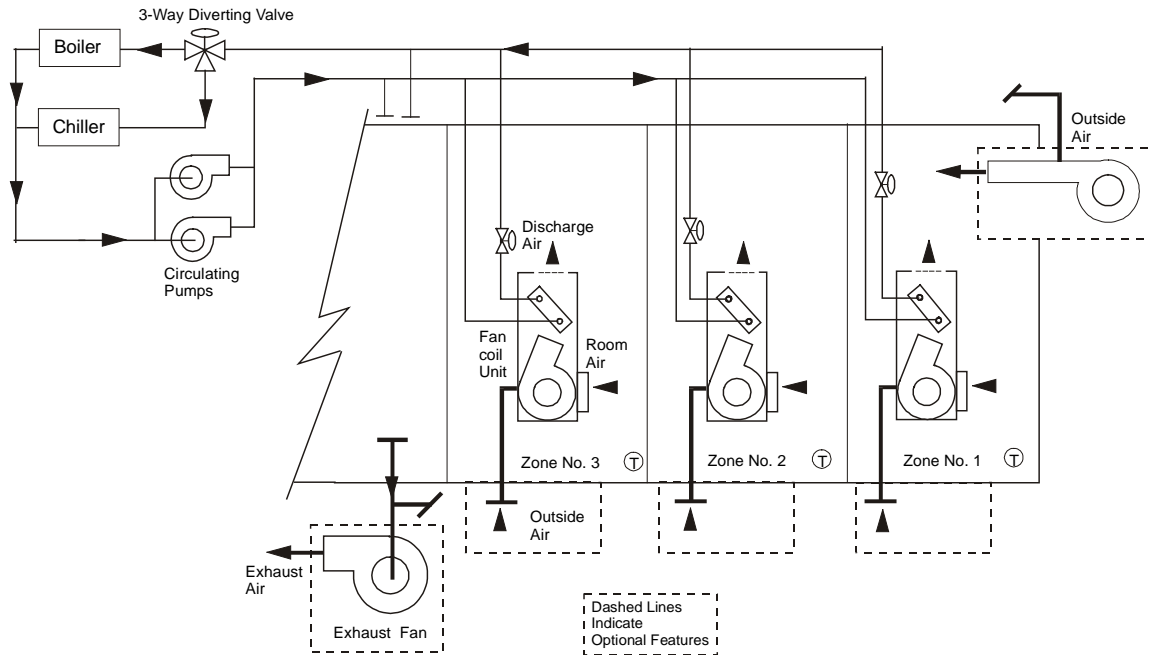 3-Way Diverting Valve
Boiler
Chiller
Circulating
Pumps
Outside
Air
Discharge
Air
Fan
coil
Unit
Room
Air
Zone No. 3
T
Zone No. 2
T
Zone No. 1
T
Outside
Air
Exhaust
Air
Exhaust Fan
Dashed Lines
Indicate
Optional Features